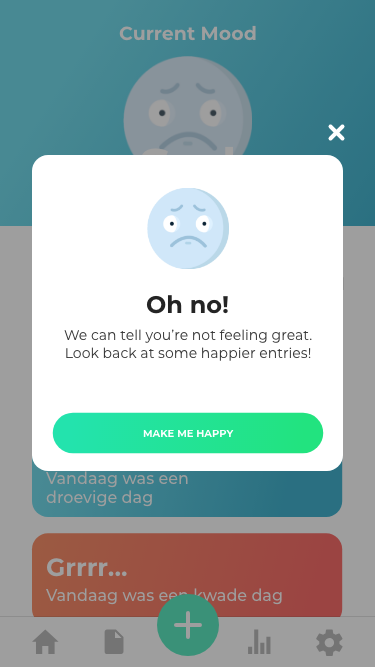 Current Mood
Oh no!
We can tell you're not feeling great.
Look back at some happier entries!
MAKE ME HAPPY
Vandaag was een
droevige dag
Grrrr...
Vandaag was een kwade dag